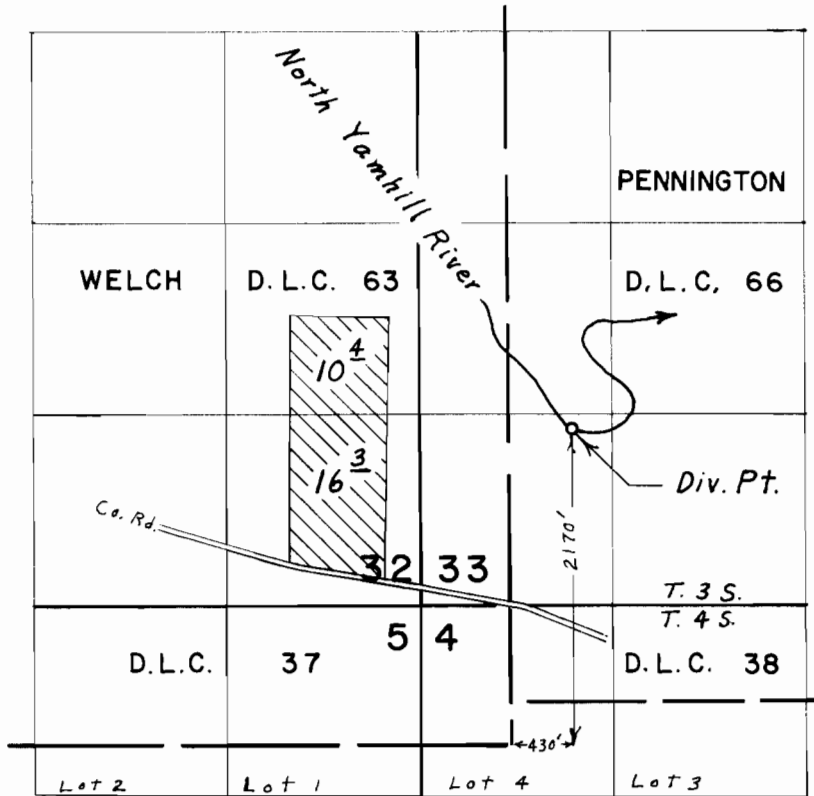 North Yamhill River
PENNINGTON
WELCH D. L. C. 63
D. L. C, 66
10 4
16 3
Div. Pt.
Co. Rd.
2170'
32 33
T. 3 S.
T. 4 S.
5 4
D. L. C. 37
D. L. C. 38
430'
Lot 2 Lot 1 Lot 4 Lot 3